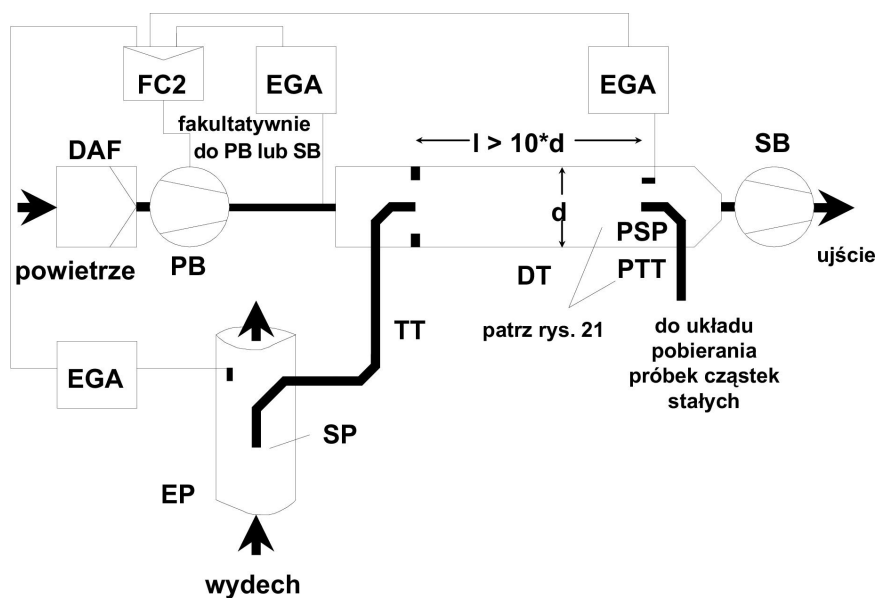 FC2
EGA
EGA
fakultatywnie
do PB lub SB
l > 10*d
SB
DAF
d
PSP
powietrze
PB
DT
PTT
ujście
TT
patrz rys. 21
do układu
pobierania
próbek cząstek
stałych
EGA
SP
EP
wydech